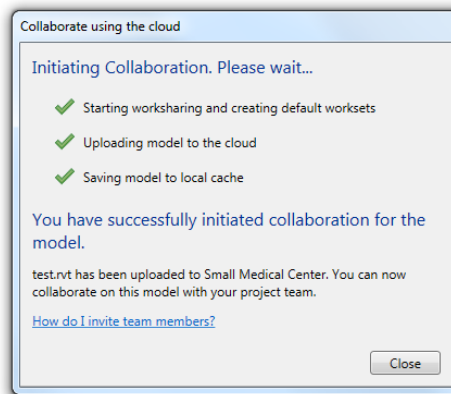 Collaborate using the cloud
Initiating Collaboration. Please wait...
Starting worksharing and creating default worksets
Uploading model to the cloud
Saving model to local cache
You have successfully initiated collaboration for the
model.
test.rvt has been uploaded to Small Medical Center. You can now
collaborate on this model with your project team.
How do I invite team members?
Close